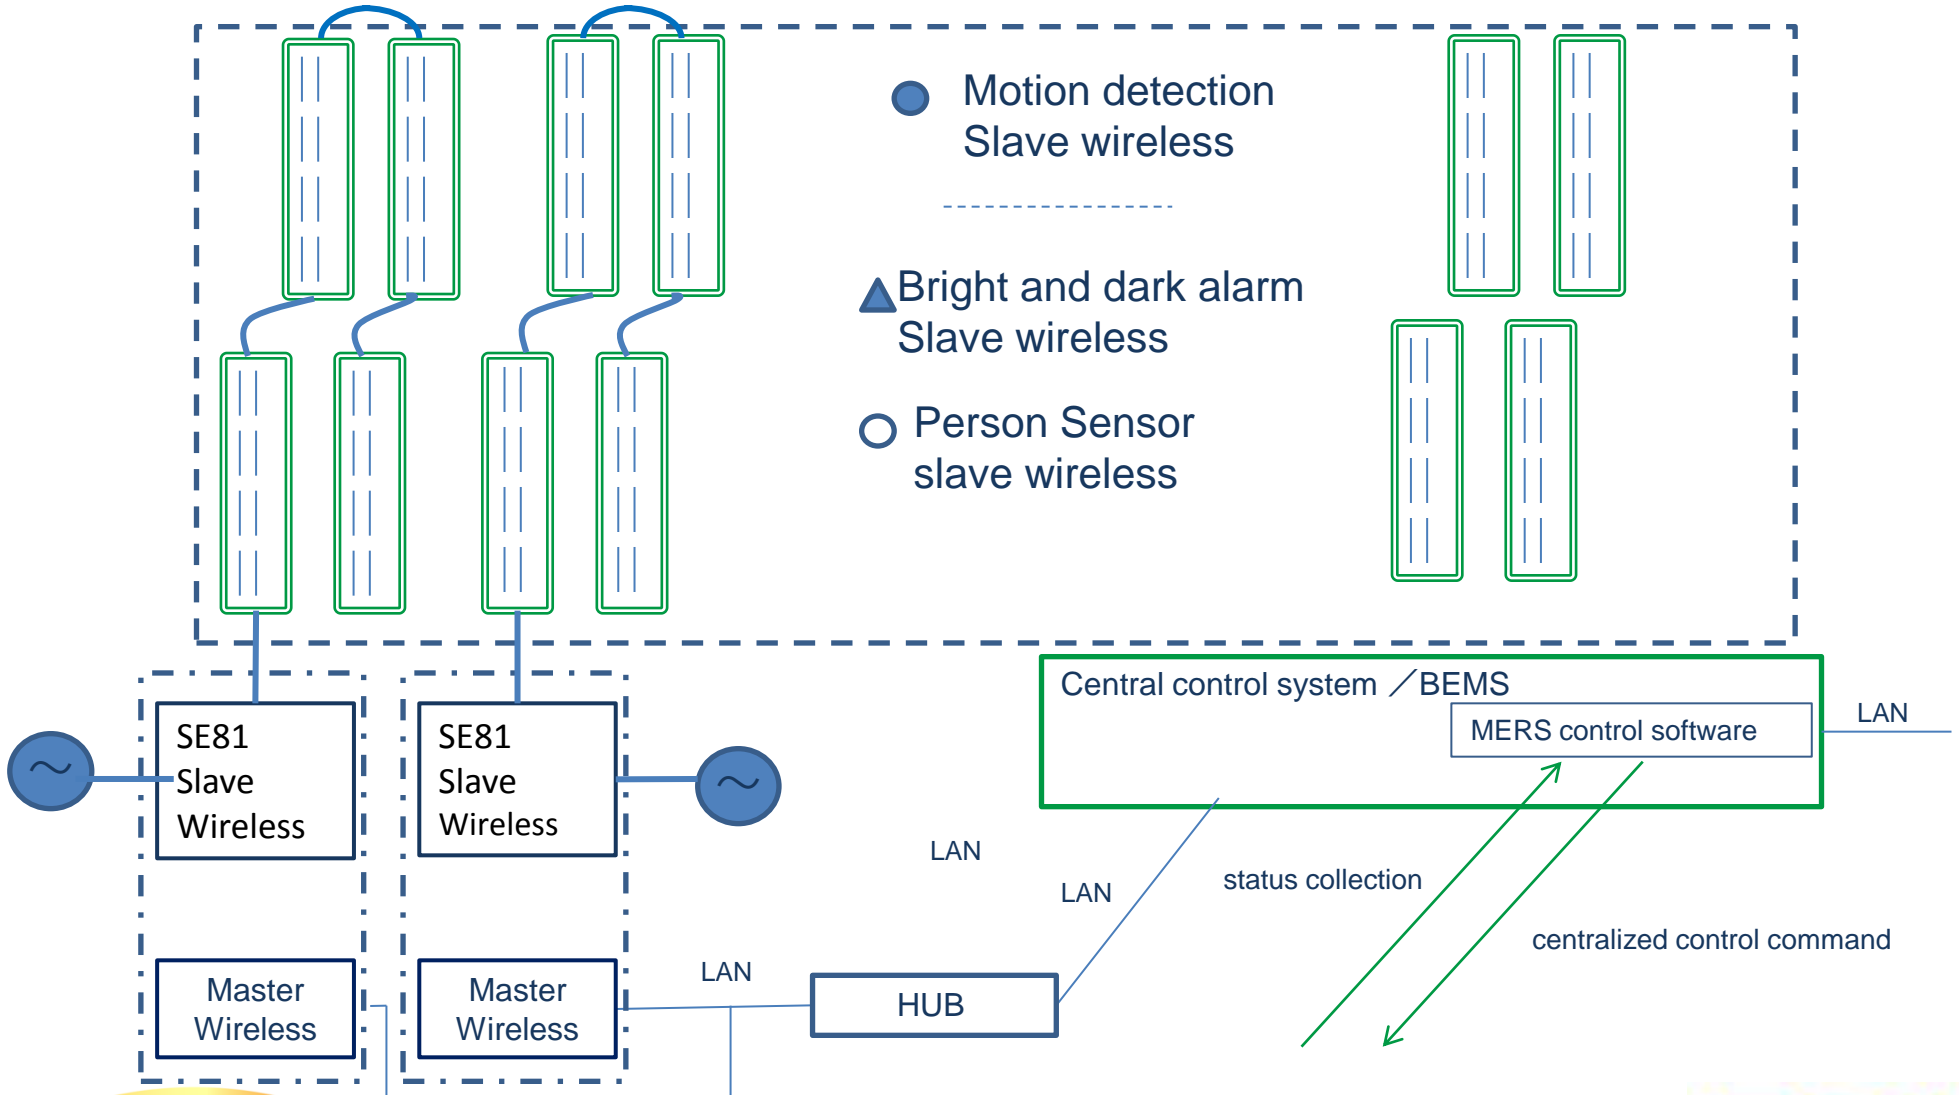 Motion detection
Slave wireless
Bright and dark alarm
Slave wireless
Person Sensor
slave wireless
Central control system ／BEMS
MERS control software
LAN
SE81
Slave
Wireless
SE81
Slave
Wireless
LAN
LAN
status collection
centralized control command
LAN
Master
Wireless
Master
Wireless
HUB